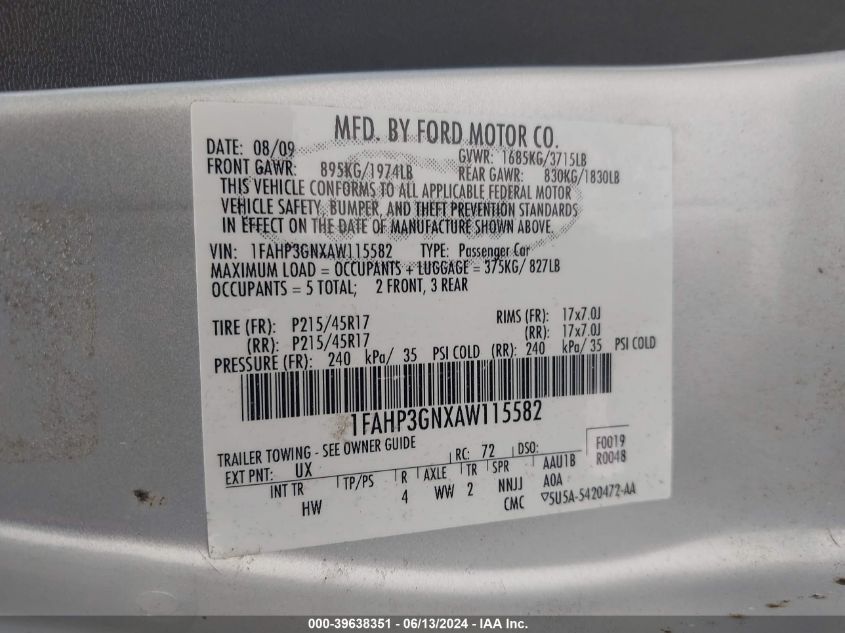 MFD. BY FORD MOTOR CO.
DATE: 08/09 GVWR: 1685KG/3715LB
FRONT GAWR: 895KG/1974LB REAR GAWR: 830KG/1830LB
THIS VEHICLE CONFORMS TO ALL APPLICABLE FEDERAL MOTOR
VEHICLE SAFETY, BUMPER, AND THEFT PREVENTION STANDARDS
IN EFFECT ON THE DATE OF MANUFACTURE SHOWN ABOVE.
VIN: 1FAHP3GNXAW115582 TYPE: Passenger Car
MAXIMUM LOAD = OCCUPANTS + LUGGAGE = 375KG/ 827LB
OCCUPANTS = 5 TOTAL; 2 FRONT, 3 REAR
TIRE (FR): P215/45R17 RIMS (FR): 17x7.0J
(RR): P215/45R17 (RR): 17x7.0J
PRESSURE (FR): 240 kPa/ 35 PSI COLD (RR): 240 kPa/ 35 PSI COLD
1FAHP3GNXAW115582
TRAILER TOWING - SEE OWNER GUIDE F0019
EXT PNT: UX RC: 72 DSO: R0048
INT TR TP/PS R AXLE TR SPR AAU1B
HW 4 WW 2 NNJJ AOA
CMC ▽5U5A-5420472-AA
000-39638351 - 06/13/2024 - IAA Inc.